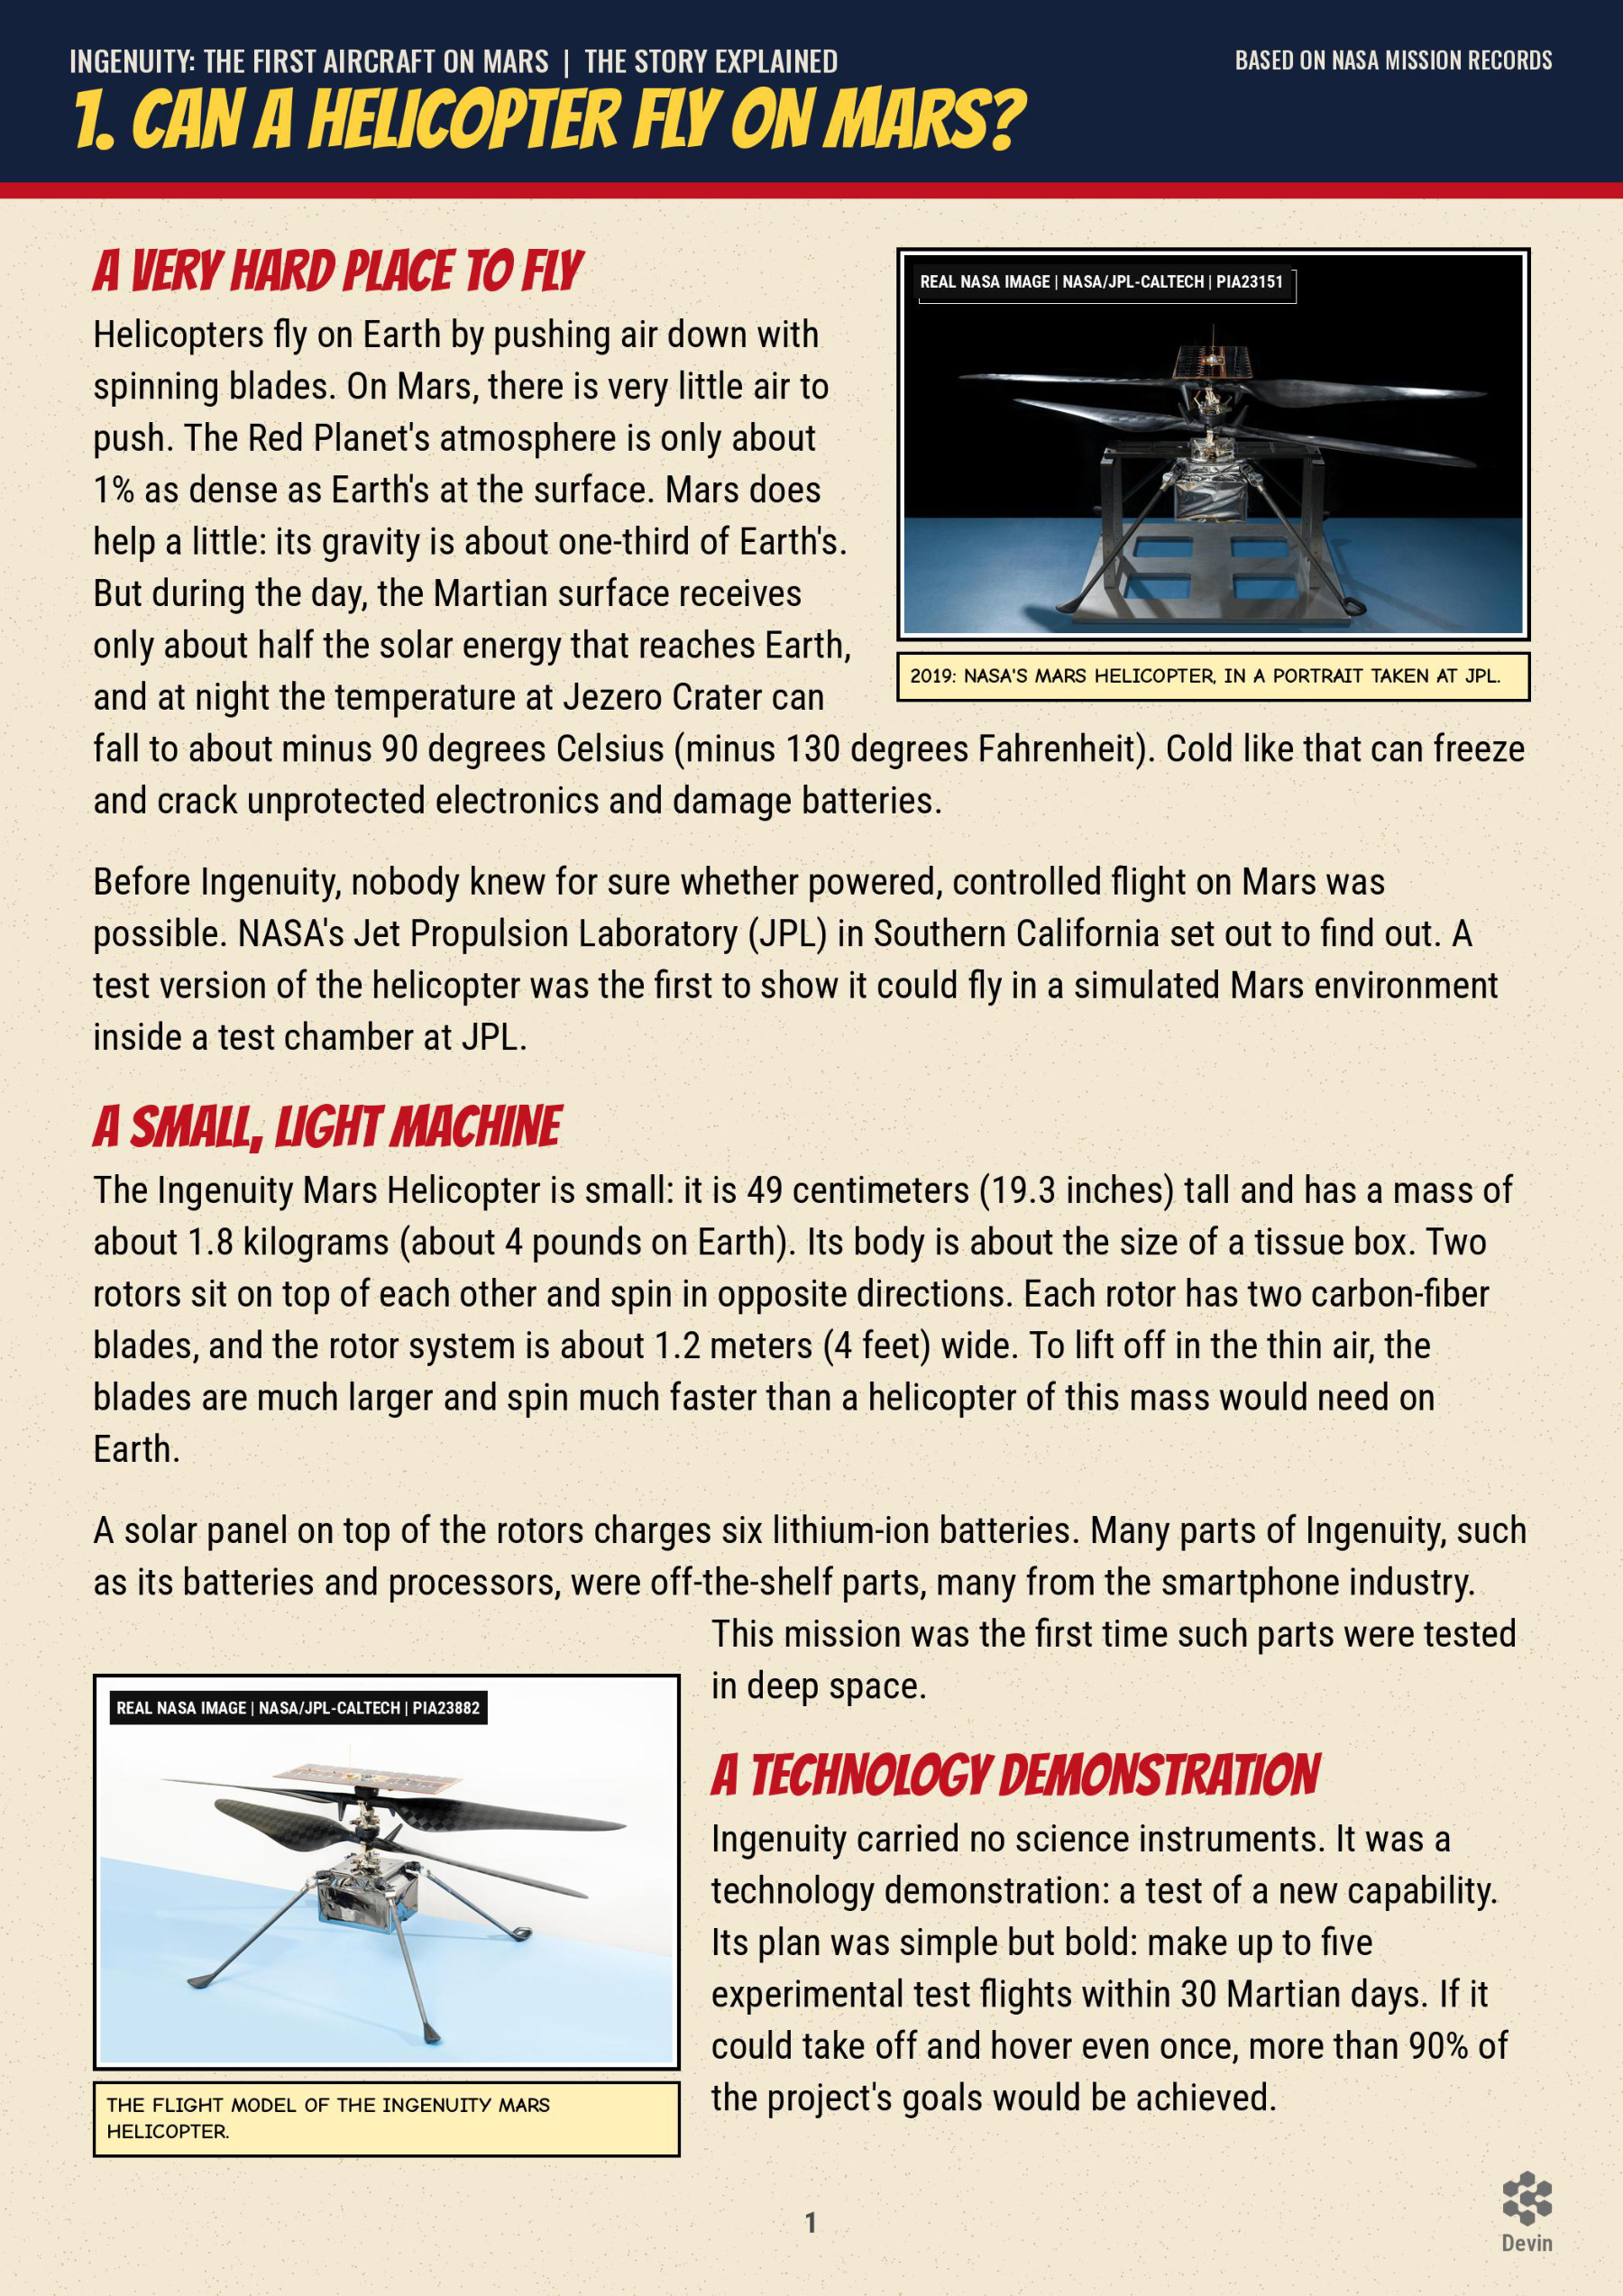 INGENUITY: THE FIRST AIRCRAFT ON MARS | THE STORY EXPLAINED
BASED ON NASA MISSION RECORDS
1. CAN A HELICOPTER FLY ON MARS?
A VERY HARD PLACE TO FLY
Helicopters fly on Earth by pushing air down with
spinning blades. On Mars, there is very little air to
push. The Red Planet's atmosphere is only about
1% as dense as Earth's at the surface. Mars does
help a little: its gravity is about one-third of Earth's.
But during the day, the Martian surface receives
only about half the solar energy that reaches Earth,
and at night the temperature at Jezero Crater can
fall to about minus 90 degrees Celsius (minus 130 degrees Fahrenheit). Cold like that can freeze
and crack unprotected electronics and damage batteries.
REAL NASA IMAGE | NASA/JPL-CALTECH | PIA23151
2019: NASA'S MARS HELICOPTER, IN A PORTRAIT TAKEN AT JPL.
Before Ingenuity, nobody knew for sure whether powered, controlled flight on Mars was
possible. NASA's Jet Propulsion Laboratory (JPL) in Southern California set out to find out. A
test version of the helicopter was the first to show it could fly in a simulated Mars environment
inside a test chamber at JPL.
A SMALL, LIGHT MACHINE
The Ingenuity Mars Helicopter is small: it is 49 centimeters (19.3 inches) tall and has a mass of
about 1.8 kilograms (about 4 pounds on Earth). Its body is about the size of a tissue box. Two
rotors sit on top of each other and spin in opposite directions. Each rotor has two carbon-fiber
blades, and the rotor system is about 1.2 meters (4 feet) wide. To lift off in the thin air, the
blades are much larger and spin much faster than a helicopter of this mass would need on
Earth.
A solar panel on top of the rotors charges six lithium-ion batteries. Many parts of Ingenuity, such
as its batteries and processors, were off-the-shelf parts, many from the smartphone industry.
This mission was the first time such parts were tested
in deep space.
REAL NASA IMAGE | NASA/JPL-CALTECH | PIA23882
THE FLIGHT MODEL OF THE INGENUITY MARS
HELICOPTER.
A TECHNOLOGY DEMONSTRATION
Ingenuity carried no science instruments. It was a
technology demonstration: a test of a new capability.
Its plan was simple but bold: make up to five
experimental test flights within 30 Martian days. If it
could take off and hover even once, more than 90% of
the project's goals would be achieved.
1
Devin